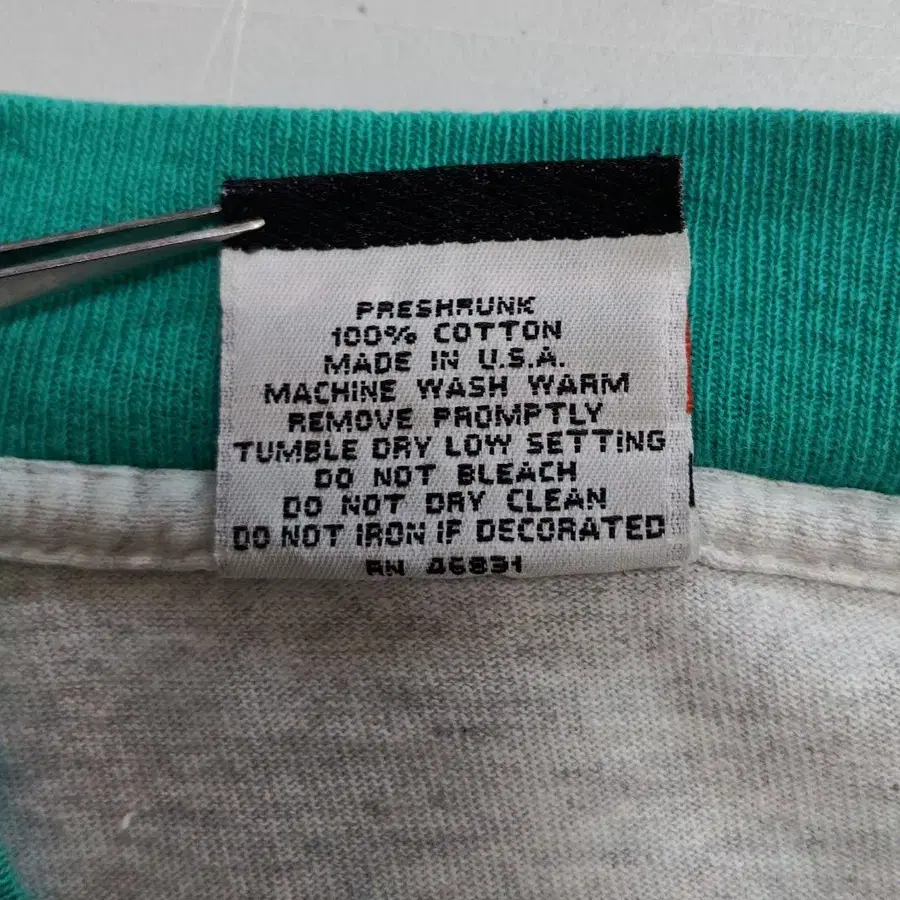 PRESHRUNK
100% COTTON
MADE IN U.S.A.
MACHINE WASH WARM
REMOVE PROMPTLY
TUMBLE DRY LOW SETTING
DO NOT BLEACH
DO NOT DRY CLEAN
DO NOT IRON IF DECORATED
RN 46831